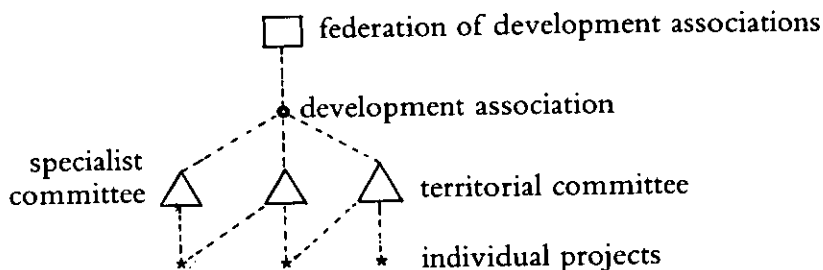 federation of development associations
development association
specialist
committee
territorial committee
individual projects